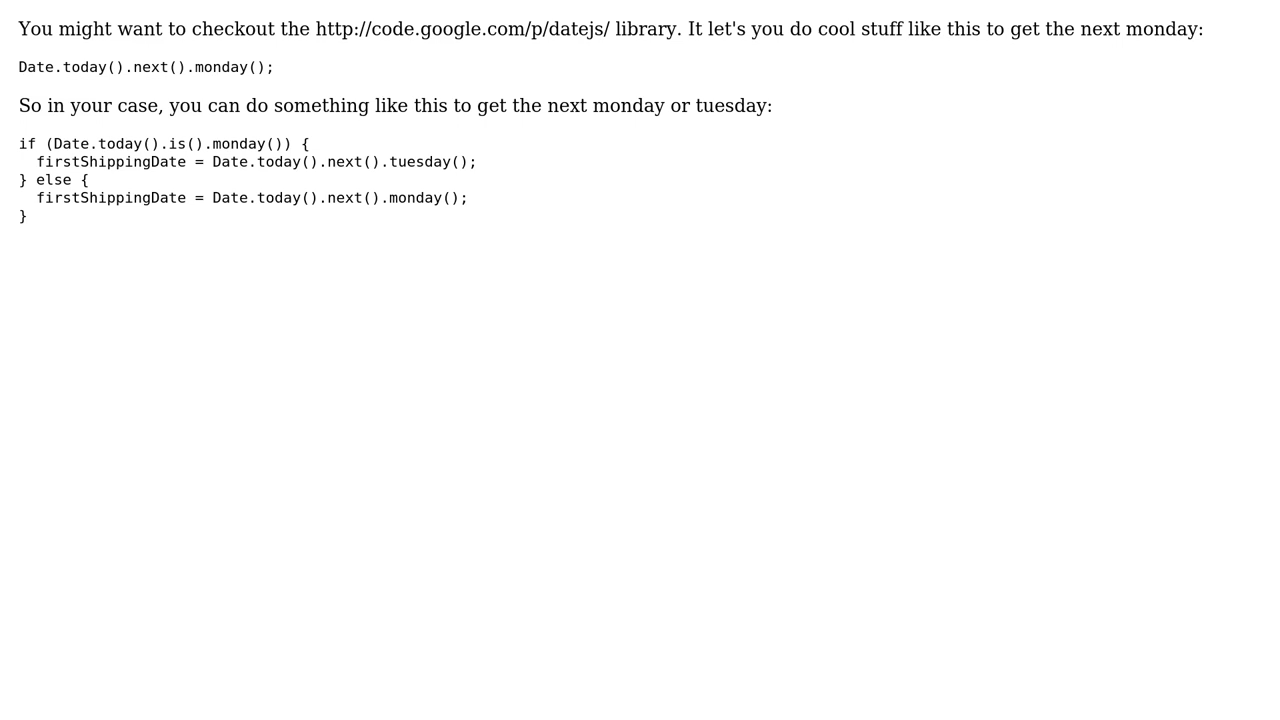 You might want to checkout the http://code.google.com/p/datejs/ library. It let's you do cool stuff like this to get the next monday:
Date.today().next().monday();
So in your case, you can do something like this to get the next monday or tuesday:
if (Date.today().is().monday()) {
  firstShippingDate = Date.today().next().tuesday();
} else {
  firstShippingDate = Date.today().next().monday();
}